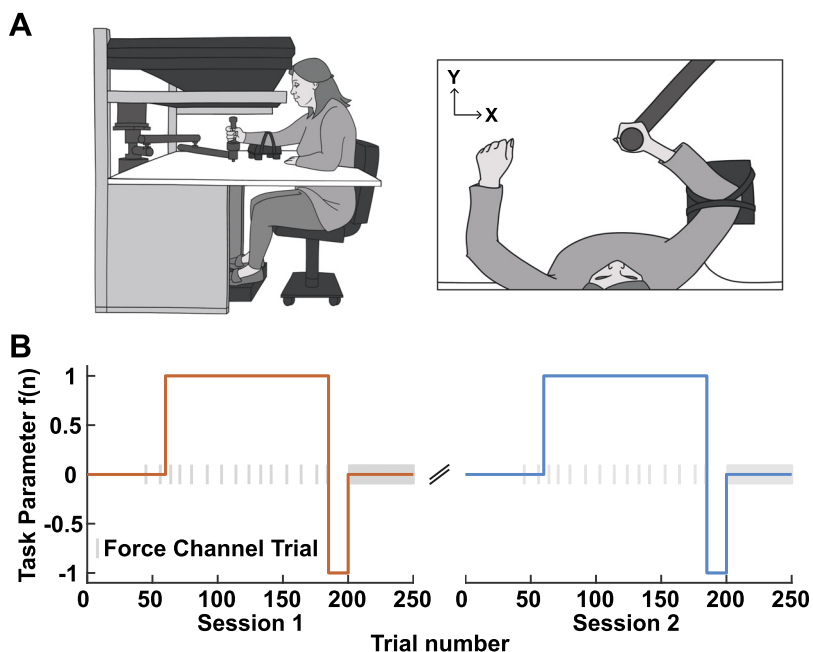 A
Y
X
B
Task Parameter f(n)
1
0.5
0
-0.5
-1
Force Channel Trial
0 50 100 150 200 250
0 50 100 150 200 250
Session 1
Session 2
Trial number